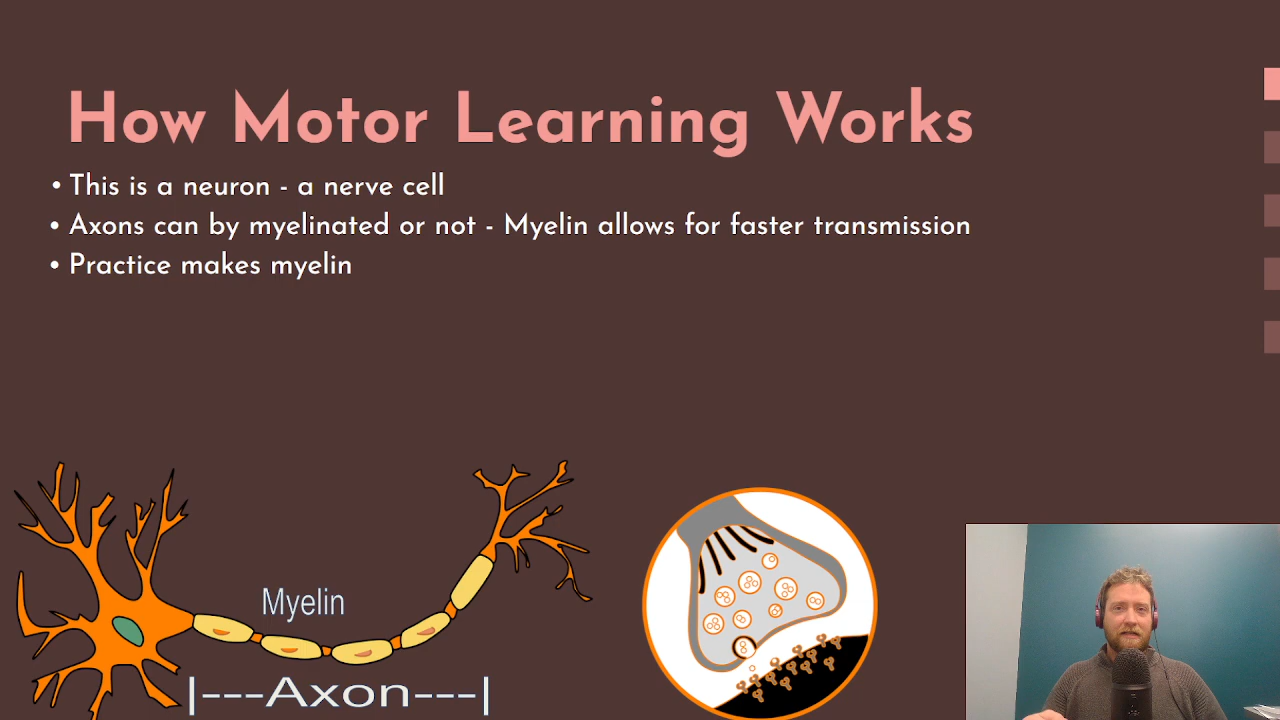 How Motor Learning Works
• This is a neuron - a nerve cell
• Axons can by myelinated or not - Myelin allows for faster transmission
• Practice makes myelin
Myelin
|---Axon---|